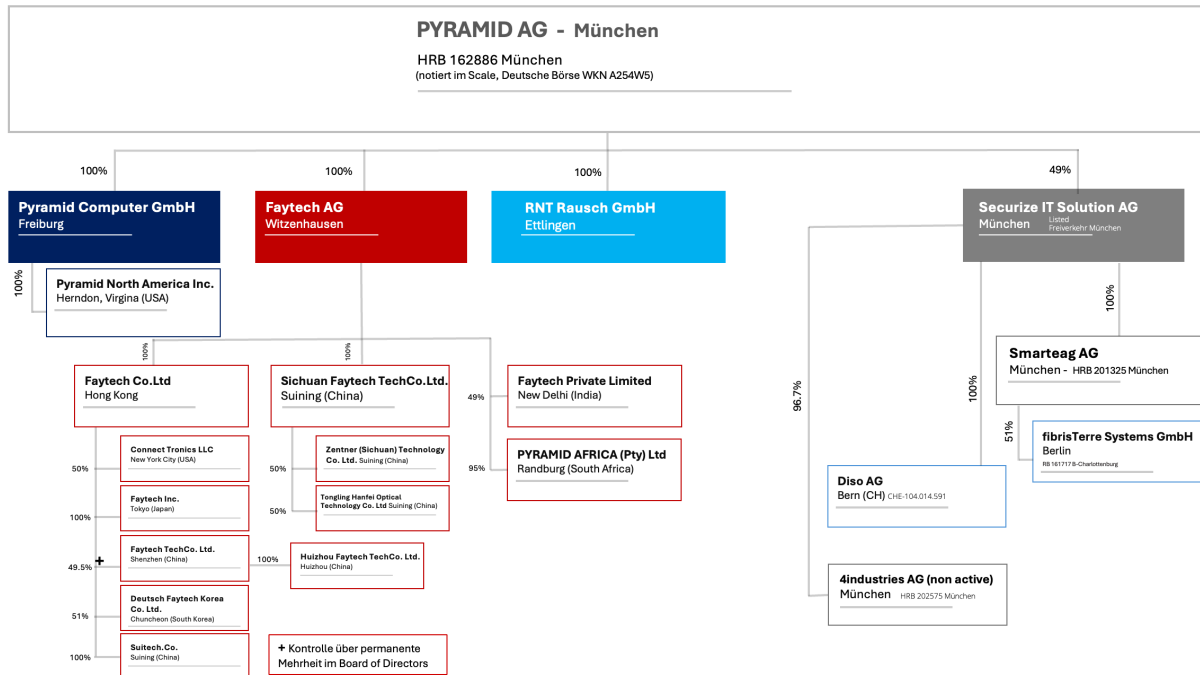 PYRAMID AG - München
HRB 162886 München
(notiert im Scale, Deutsche Börse WKN A254W5)
100%
100%
100%
49%
Pyramid Computer GmbH
Freiburg
Faytech AG
Witzenhausen
RNT Rausch GmbH
Ettlingen
Securize IT Solution AG
München
Listed
Freiverkehr München
100%
Pyramid North America Inc.
Herndon, Virgina (USA)
100%
100%
Faytech Co.Ltd
Hong Kong
Sichuan Faytech TechCo.Ltd.
Suining (China)
49%
Faytech Private Limited
New Delhi (India)
95%
PYRAMID AFRICA (Pty) Ltd
Randburg (South Africa)
50%
Connect Tronics LLC
New York City (USA)
100%
Faytech Inc.
Tokyo (Japan)
+
49.5%
Faytech TechCo. Ltd.
Shenzhen (China)
100%
Huizhou Faytech TechCo. Ltd.
Huizhou (China)
51%
Deutsch Faytech Korea
Co. Ltd.
Chuncheon (South Korea)
100%
Suitech.Co.
Suining (China)
50%
Zentner (Sichuan) Technology
Co. Ltd. Suining (China)
50%
Tongling Hanfei Optical
Technology Co. Ltd Suining (China)
+ Kontrolle über permanente
Mehrheit im Board of Directors
96.7%
100%
100%
Smarteag AG
München - HRB 201325 München
51%
fibrisTerre Systems GmbH
Berlin
RB 161717 B-Charlottenburg
Diso AG
Bern (CH) CHE-104.014.591
4industries AG (non active)
München HRB 202575 München